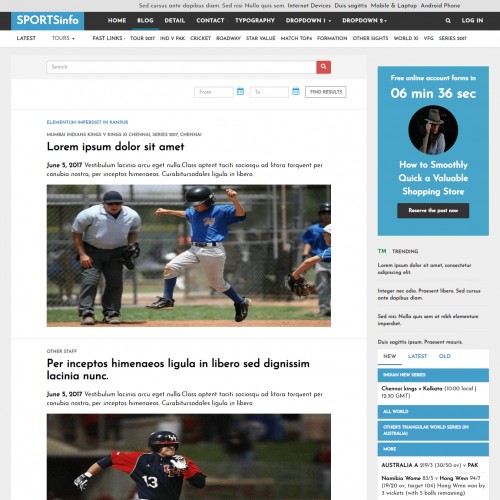 Sed cursus ante dapibus diam. Sed nisi Nulla quis sem. Internet Devices Duis sagittis Mobile & Laptop Android Phone
SPORTSinfo HOME BLOG DETAIL CONTACT TYPOGRAPHY DROPDOWN 1 DROPDOWN 2 LOG IN
LATEST TOURS FAST LINKS : TOUR 2017 IND V PAK CRICKET ROADWAY STAR VALUE MATCH TOP6 FORMATION OTHER SIGHTS WORLD XI VFG SERIES 2017
Search
From To FIND RESULTS
ELEMENTUM IMPERDIET IN KANPUR
MUMBAI INDIANS KINGS V KINGS XI CHENNAI, SERIES 2017, CHENNAI
Lorem ipsum dolor sit amet
June 5, 2017 Vestibulum lacinia arcu eget nulla.Class aptent taciti sociosqu ad litora torquent per
conubia nostra, per inceptos himenaeos. Curabitursodales ligula in libero.
OTHER STAFF
Per inceptos himenaeos ligula in libero sed dignissim
lacinia nunc.
June 5, 2017 Vestibulum lacinia arcu eget nulla.Class aptent taciti sociosqu ad litora torquent per
conubia nostra, per inceptos himenaeos. Curabitursodales ligula in libero.
13
Free online account forms in
06 min 36 sec
How to Smoothly
Quick a Valuable
Shopping Store
Reserve the post now
TM TRENDING
Lorem ipsum dolor sit amet, consectetur
adipiscing elit.
Integer nec odio. Praesent libero. Sed cursus
ante dapibus diam.
Sed nisi. Nulla quis sem at nibh elementum
imperdiet.
Duis sagittis ipsum. Praesent mauris.
NEW LATEST OLD
INDIAN NEW SERIES
Chennai kings v Kolkata (10:00 local |
12:30 GMT)
ALL WORLD
OTHERS TRIANGULAR WORLD SERIES (IN
AUSTRALIA)
MORE
AUSTRALIA A 219/3 (30/50 ov) v PAK
Namibia Wome 83/5 v Hong Wmn 94/7
(19/20 ov, target 104) Hong Wmn won by
3 wickets (with 5 balls remaining)